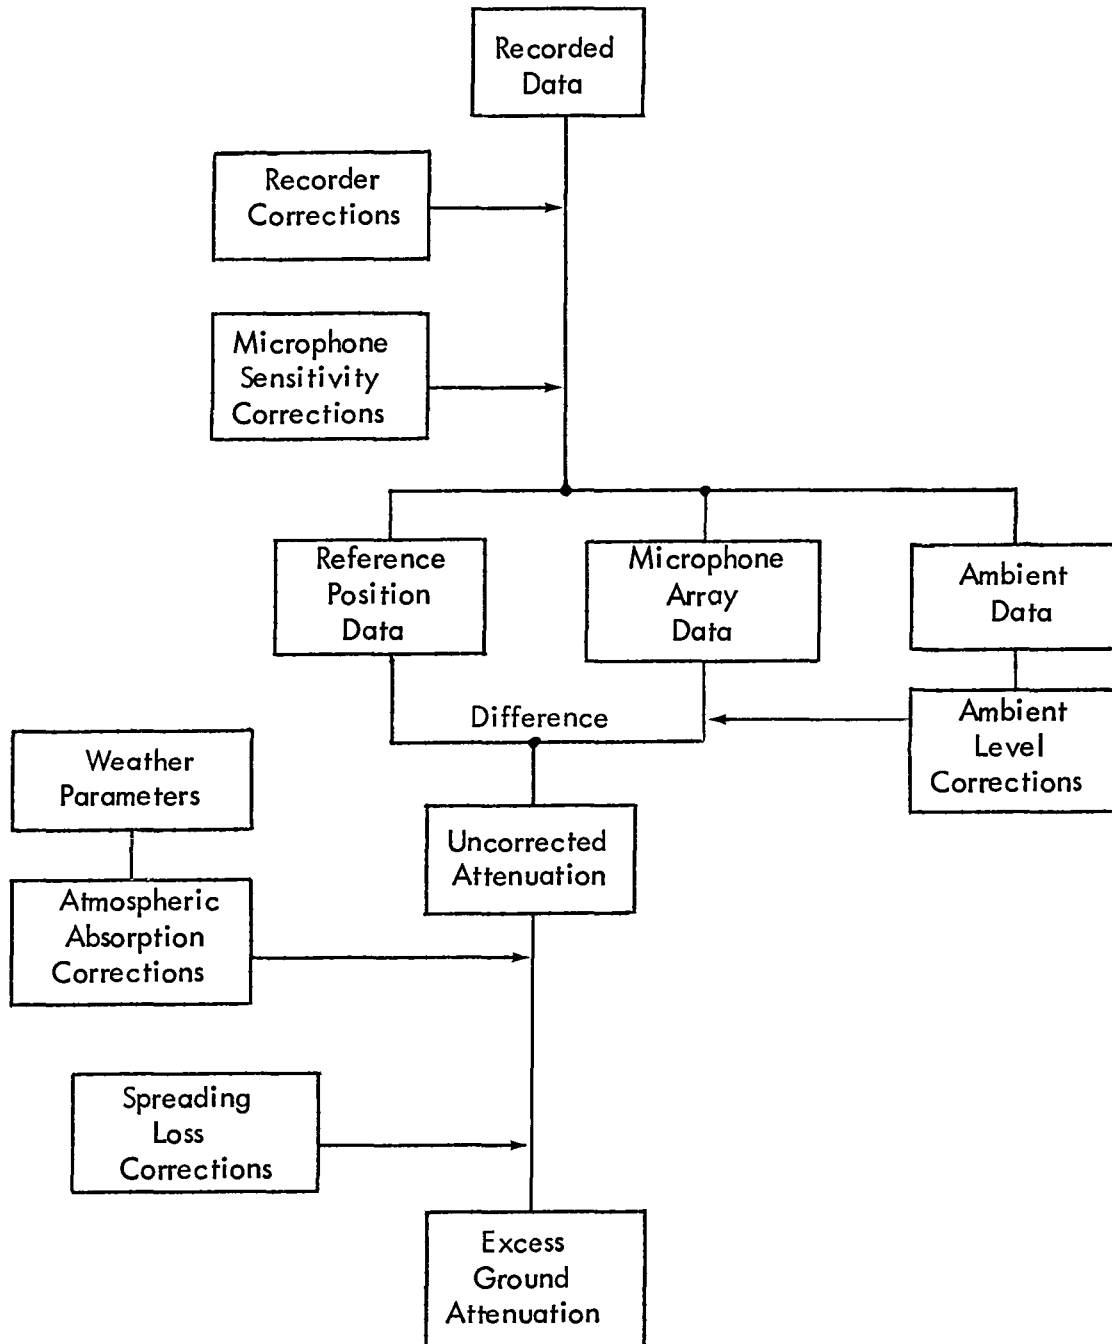 Recorded
Data
Recorder
Corrections
Microphone
Sensitivity
Corrections
Reference
Position
Data
Microphone
Array
Data
Ambient
Data
Difference
Ambient
Level
Corrections
Weather
Parameters
Uncorrected
Attenuation
Atmospheric
Absorption
Corrections
Spreading
Loss
Corrections
Excess
Ground
Attenuation